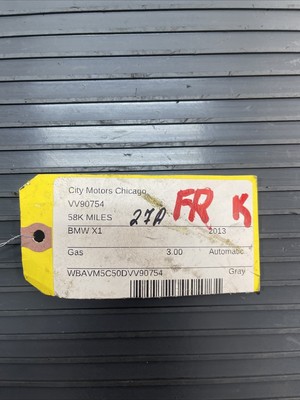 City Motors Chicago
VV90754
58K MILES 27A FR K
BMW X1 2013
Gas 3.00 Automatic
WBAVM5C50DVV90754 Gray